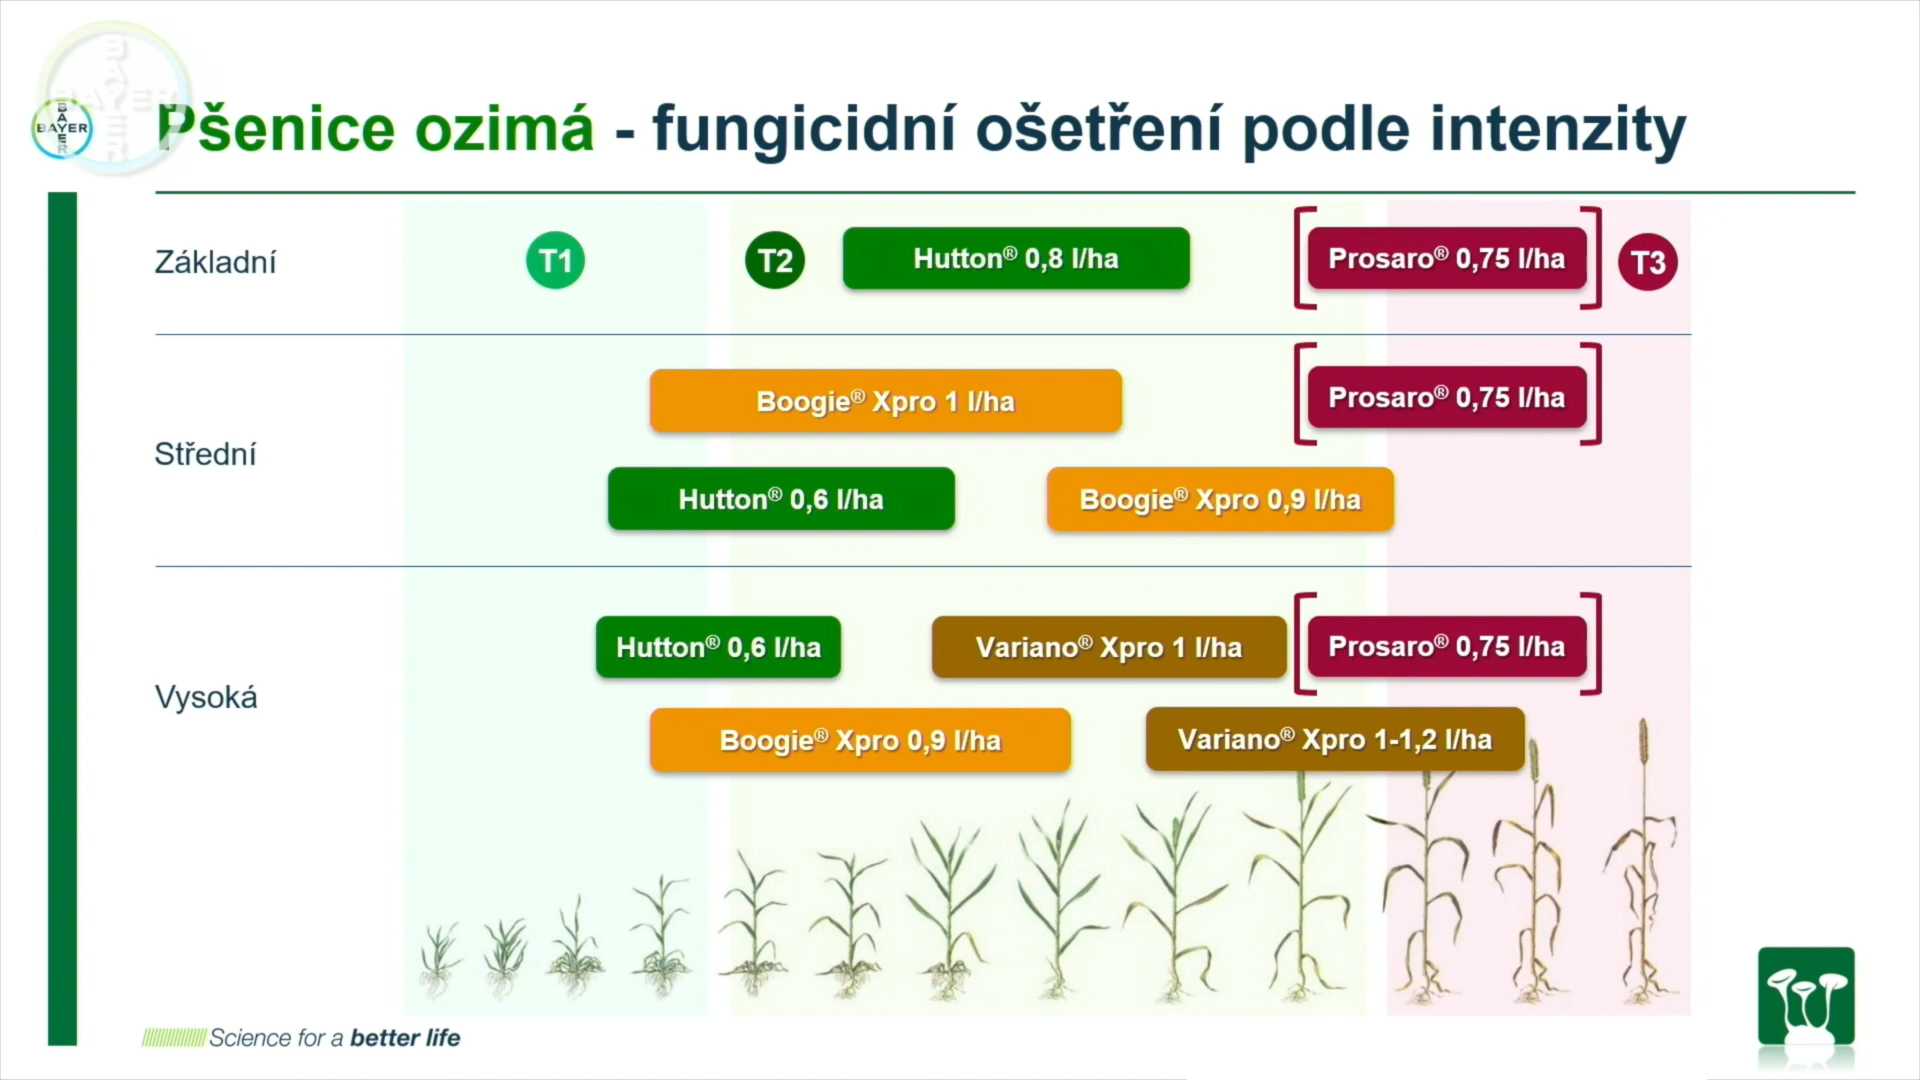 BAYER
BAYER
Pšenice ozimá - fungicidní ošetření podle intenzity
Základní
T1
T2
Hutton® 0,8 l/ha
Prosaro® 0,75 l/ha
T3
Střední
Boogie® Xpro 1 l/ha
Prosaro® 0,75 l/ha
Hutton® 0,6 l/ha
Boogie® Xpro 0,9 l/ha
Vysoká
Hutton® 0,6 l/ha
Variano® Xpro 1 l/ha
Prosaro® 0,75 l/ha
Boogie® Xpro 0,9 l/ha
Variano® Xpro 1-1,2 l/ha
Science for a better life